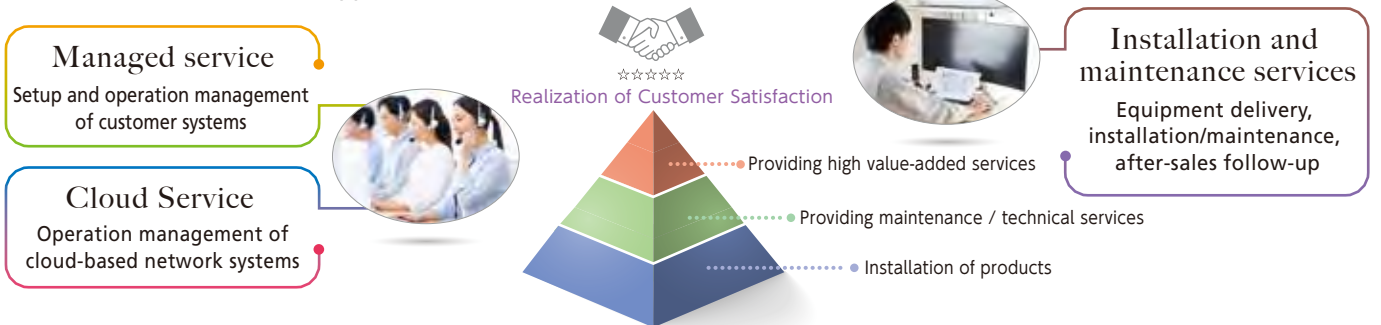 Managed service
Setup and operation management
of customer systems
Cloud Service
Operation management of
cloud-based network systems
☆☆☆☆☆
Realization of Customer Satisfaction
Providing high value-added services
Providing maintenance / technical services
Installation of products
Installation and
maintenance services
Equipment delivery,
installation/maintenance,
after-sales follow-up